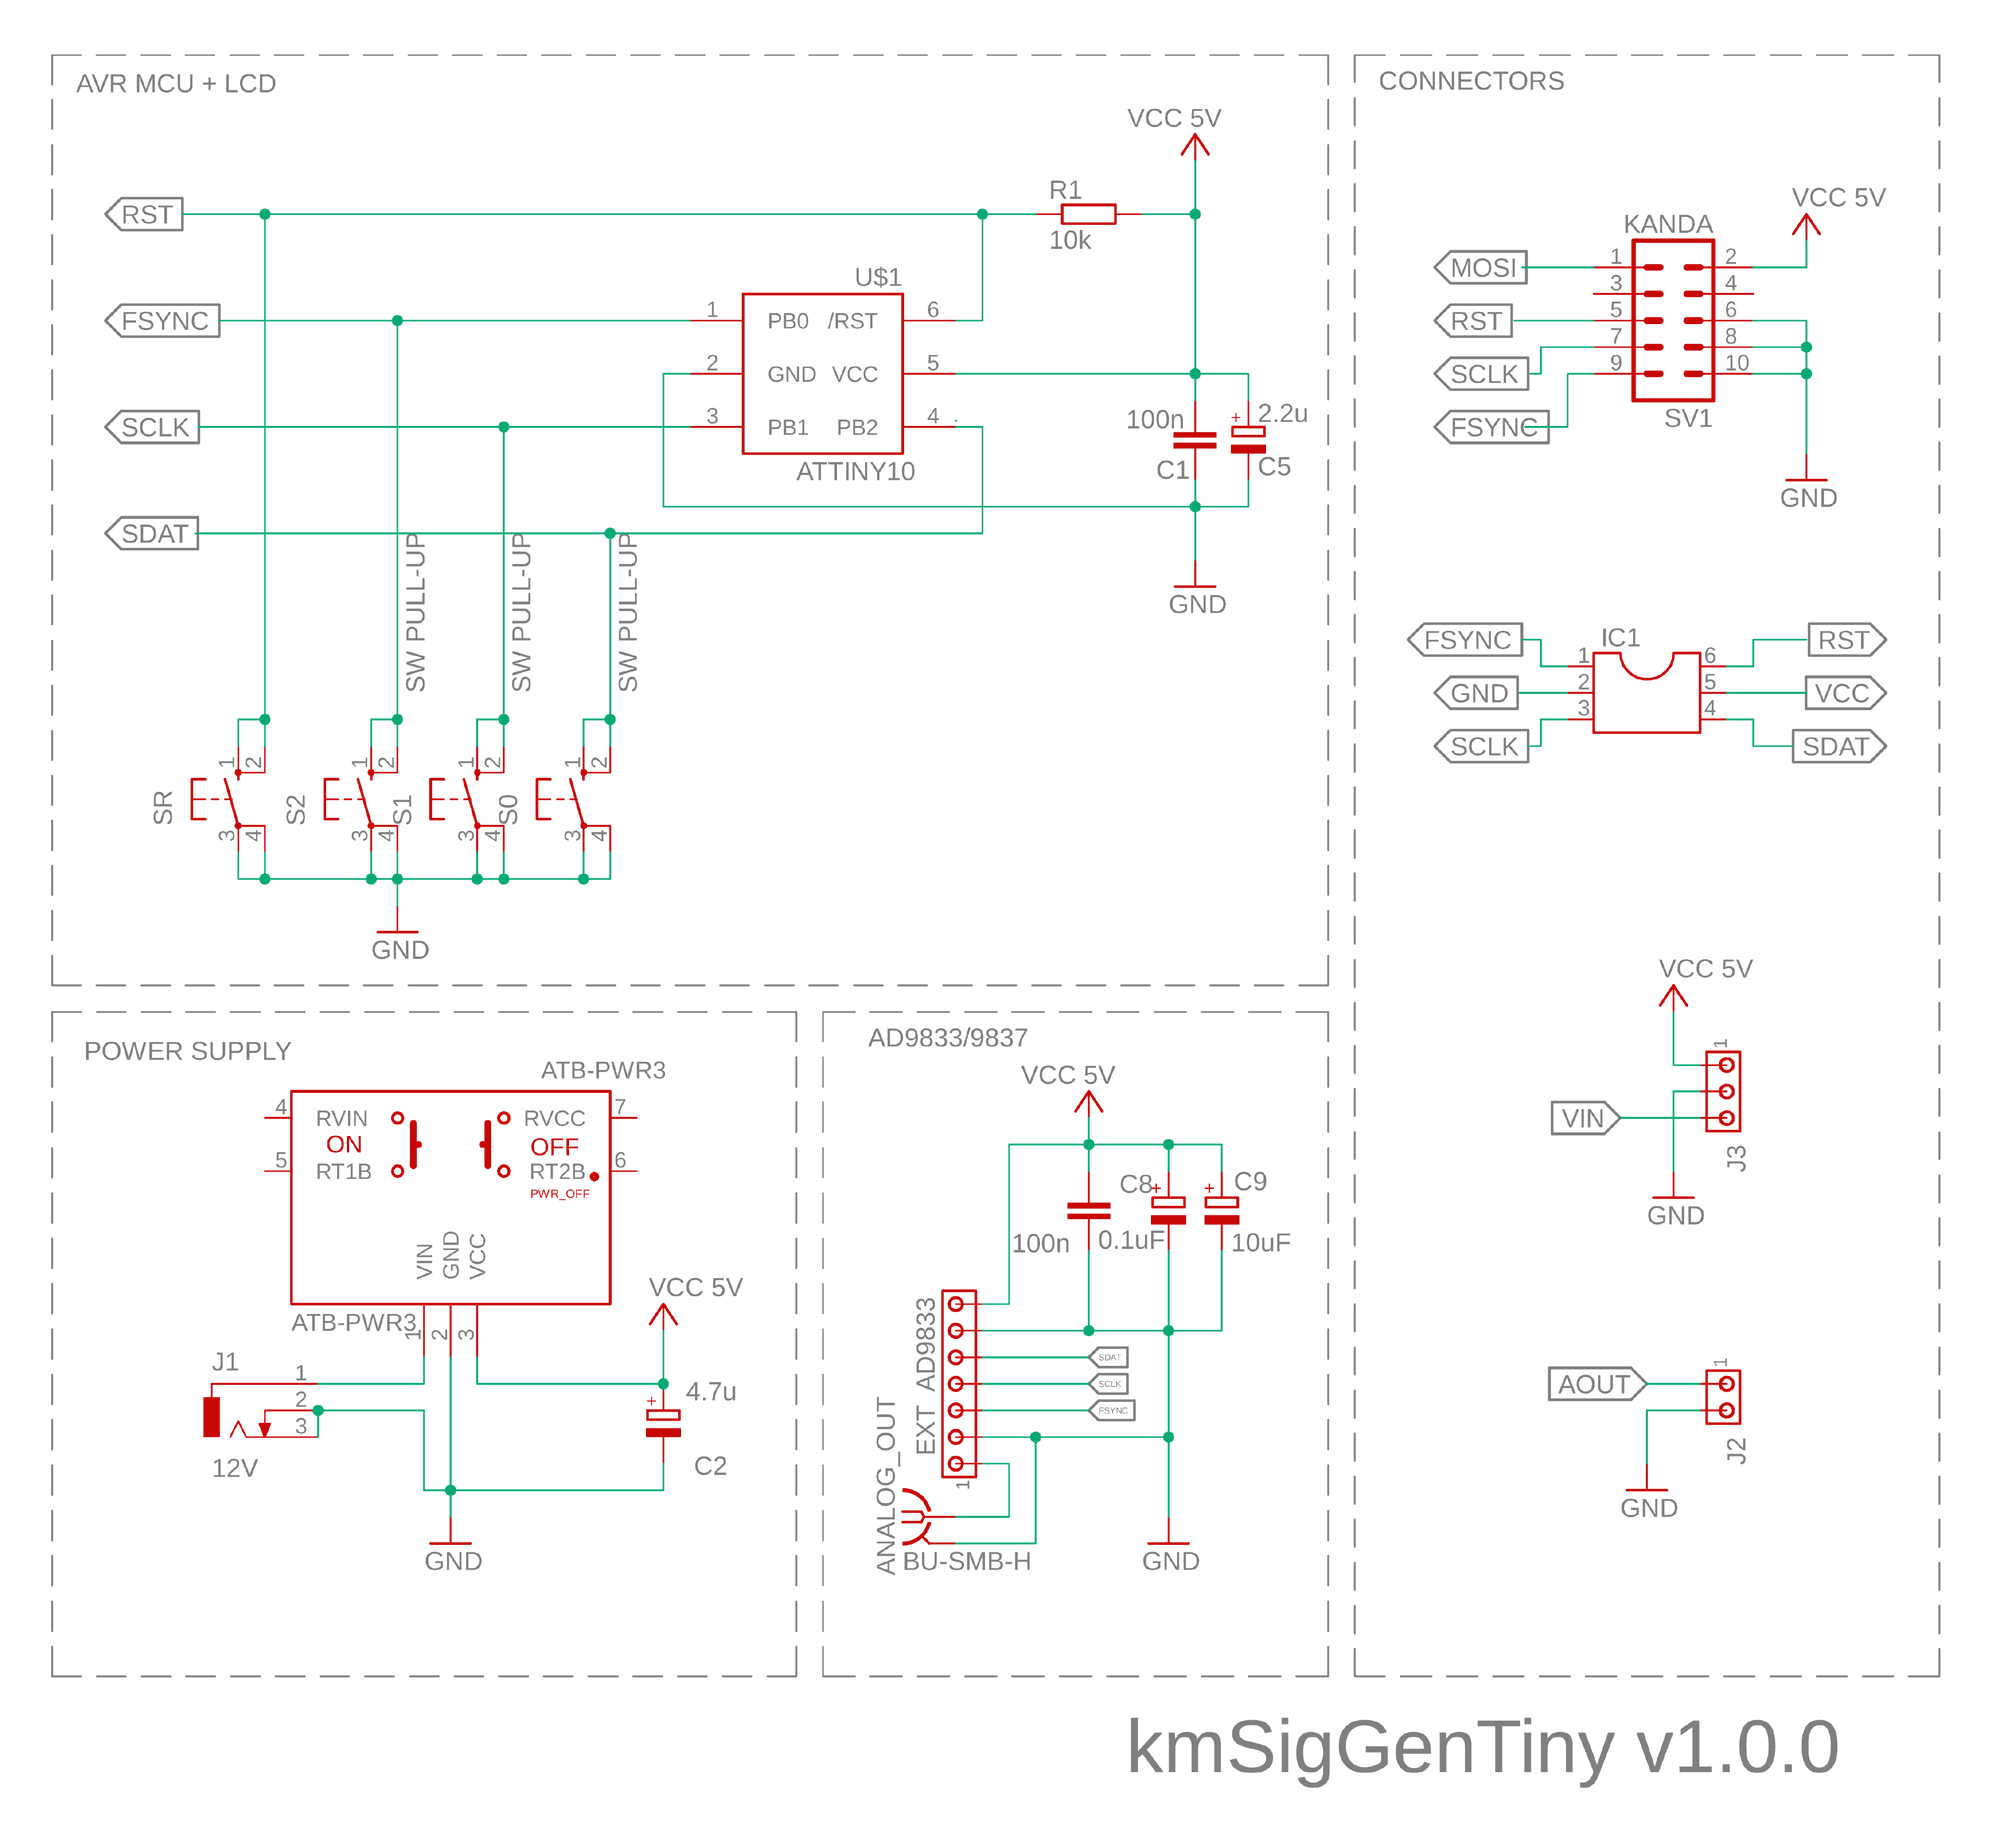 AVR MCU + LCD
VCC 5V
RST
R1
10k
U$1
FSYNC
1
PB0
/RST
6
2
GND
VCC
5
SCLK
3
PB1
PB2
4
ATTINY10
100n
C1
2.2u
C5
+
SDAT
GND
SW PULL-UP
SW PULL-UP
SW PULL-UP
SR
1
2
3
4
S2
1
2
3
4
S1
1
2
3
4
S0
1
2
3
4
GND
POWER SUPPLY
ATB-PWR3
4
RVIN
RVCC
7
ON
OFF
5
RT1B
RT2B
6
PWR_OFF
VIN
GND
VCC
ATB-PWR3
1
2
3
VCC 5V
J1
1
2
3
12V
+
4.7u
C2
GND
AD9833/9837
VCC 5V
C8
+
+
C9
100n
0.1uF
10uF
EXT AD9833
SDAT
SCLK
FSYNC
1
ANALOG_OUT
BU-SMB-H
GND
CONNECTORS
VCC 5V
KANDA
MOSI
1
2
3
4
RST
5
6
7
8
SCLK
9
10
FSYNC
SV1
GND
IC1
FSYNC
1
6
RST
GND
2
5
VCC
SCLK
3
4
SDAT
VCC 5V
1
VIN
J3
GND
1
AOUT
J2
GND
kmSigGenTiny v1.0.0